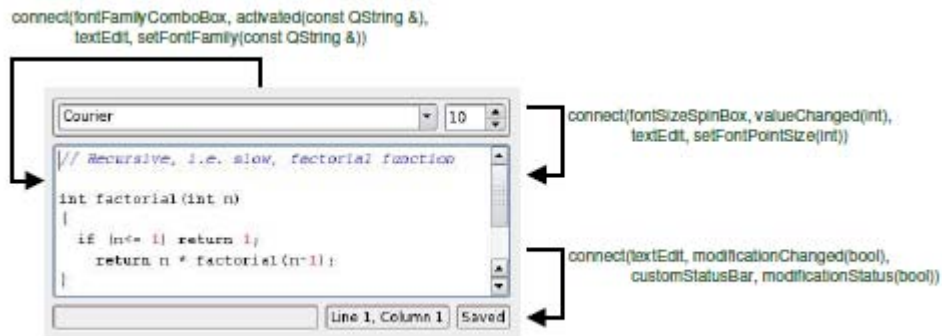 connect(fontFamilyComboBox, activated(const QString &),
textEdit, setFontFamily(const QString &))
Courier
10
connect(fontSizeSpinBox, valueChanged(int),
textEdit, setFontPointSize(int))
// Recursive, i.e. slow, factorial function
int factorial(int n)
{
if (n<= 1) return 1;
return n * factorial(n-1);
}
connect(textEdit, modificationChanged(bool),
customStatusBar, modificationStatus(bool))
Line 1, Column 1
Saved